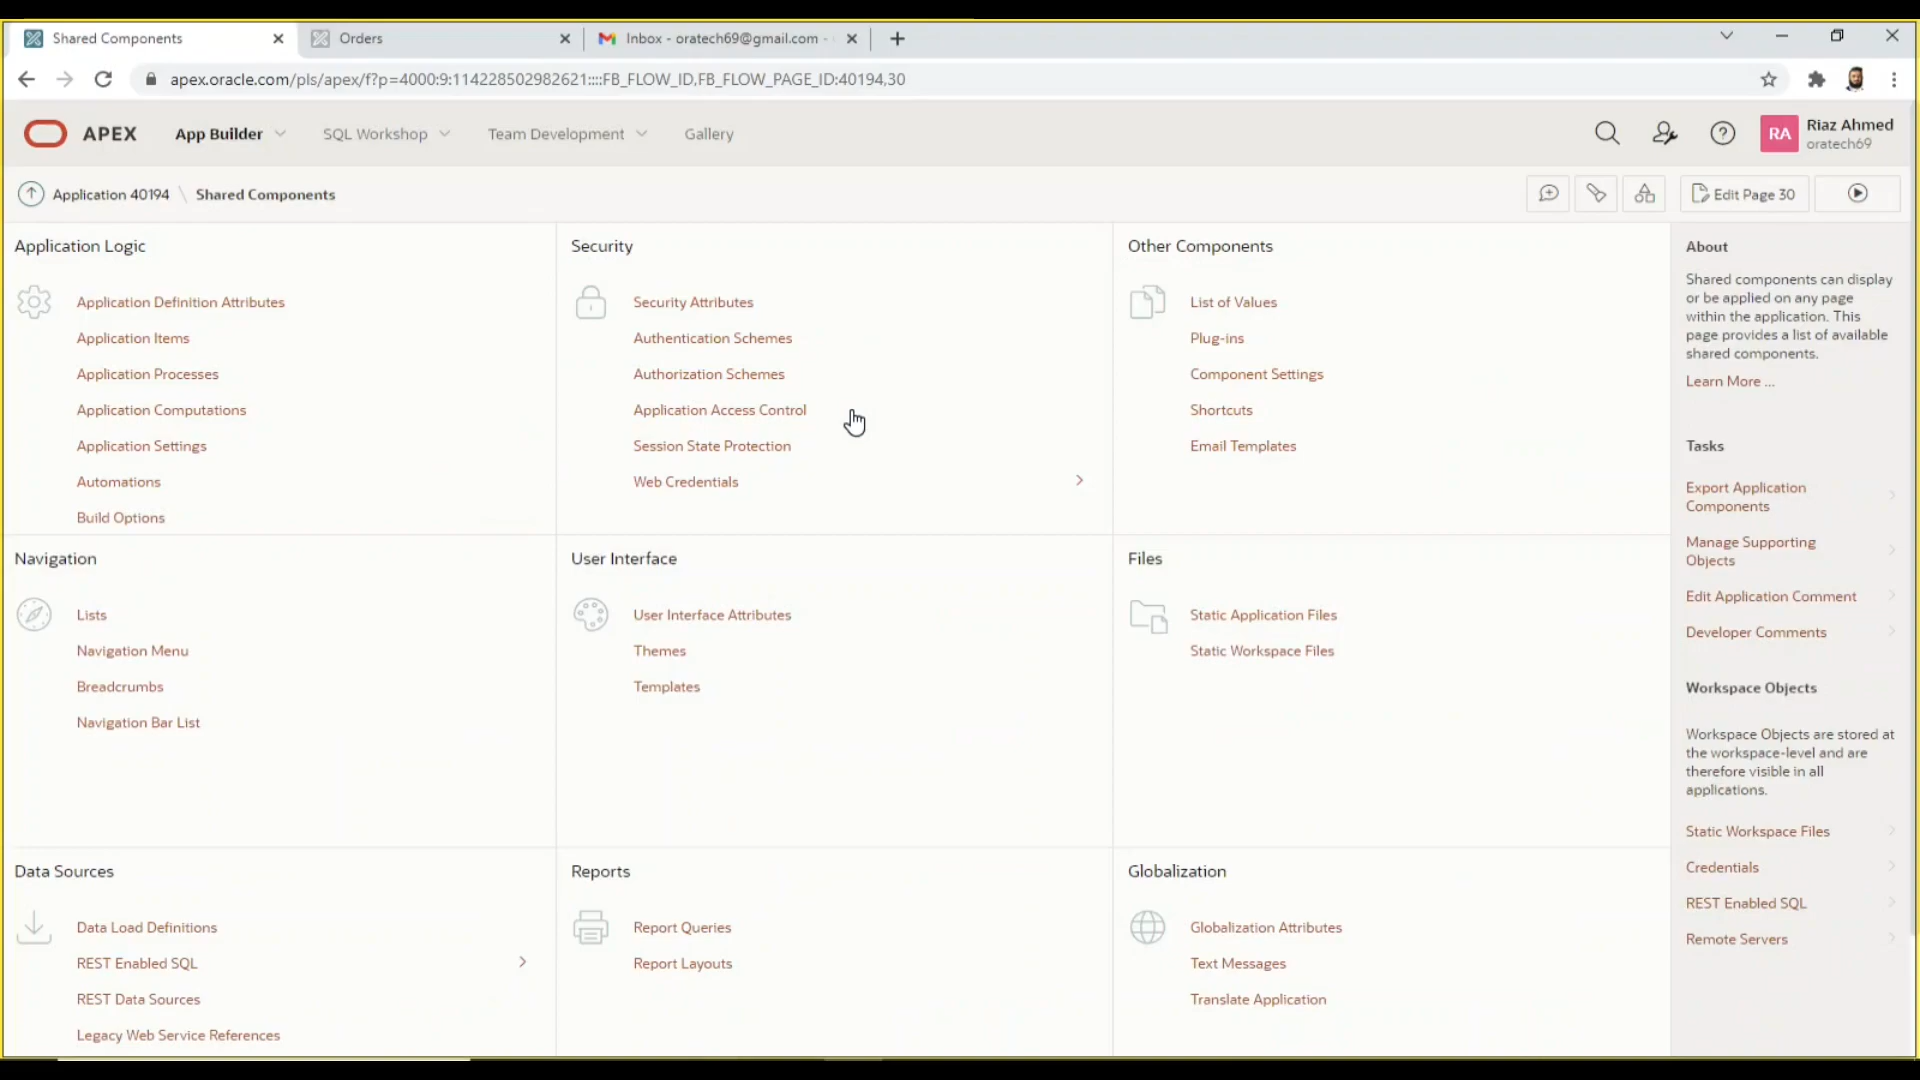 Shared Components
Orders
Inbox - oratech69@gmail.com -
apex.oracle.com/pls/apex/f?p=4000:9:114228502982621::::FB_FLOW_ID,FB_FLOW_PAGE_ID:40194,30
APEX
App Builder
SQL Workshop
Team Development
Gallery
RA
Riaz Ahmed
oratech69
Application 40194 \ Shared Components
Edit Page 30
Application Logic
Application Definition Attributes
Application Items
Application Processes
Application Computations
Application Settings
Automations
Build Options
Security
Security Attributes
Authentication Schemes
Authorization Schemes
Application Access Control
Session State Protection
Web Credentials
Other Components
List of Values
Plug-ins
Component Settings
Shortcuts
Email Templates
Navigation
Lists
Navigation Menu
Breadcrumbs
Navigation Bar List
User Interface
User Interface Attributes
Themes
Templates
Files
Static Application Files
Static Workspace Files
Data Sources
Data Load Definitions
REST Enabled SQL
REST Data Sources
Legacy Web Service References
Reports
Report Queries
Report Layouts
Globalization
Globalization Attributes
Text Messages
Translate Application
About
Shared components can display
or be applied on any page
within the application. This
page provides a list of available
shared components.
Learn More ...
Tasks
Export Application
Components
Manage Supporting
Objects
Edit Application Comment
Developer Comments
Workspace Objects
Workspace Objects are stored at
the workspace-level and are
therefore visible in all
applications.
Static Workspace Files
Credentials
REST Enabled SQL
Remote Servers